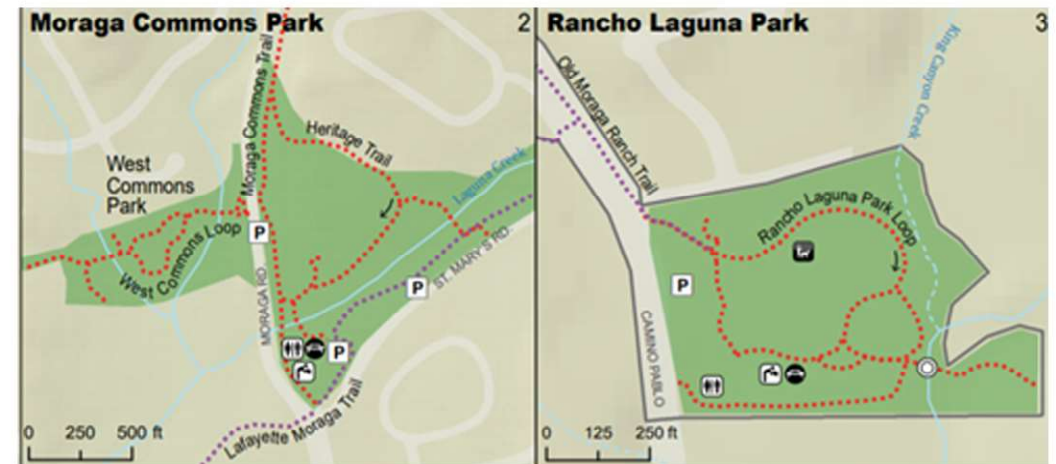 Moraga Commons Park
2
Moraga Commons Trail
Heritage Trail
West
Commons
Park
Laguna Creek
West Commons Loop
P
MORAGA RD.
P
ST. MARY'S RD.
P
Lafayette Moraga Trail
0 250 500 ft
Rancho Laguna Park
3
Old Moraga Ranch Trail
King Canyon Creek
Rancho Laguna Park Loop
P
CAMINO PABLO
0 125 250 ft